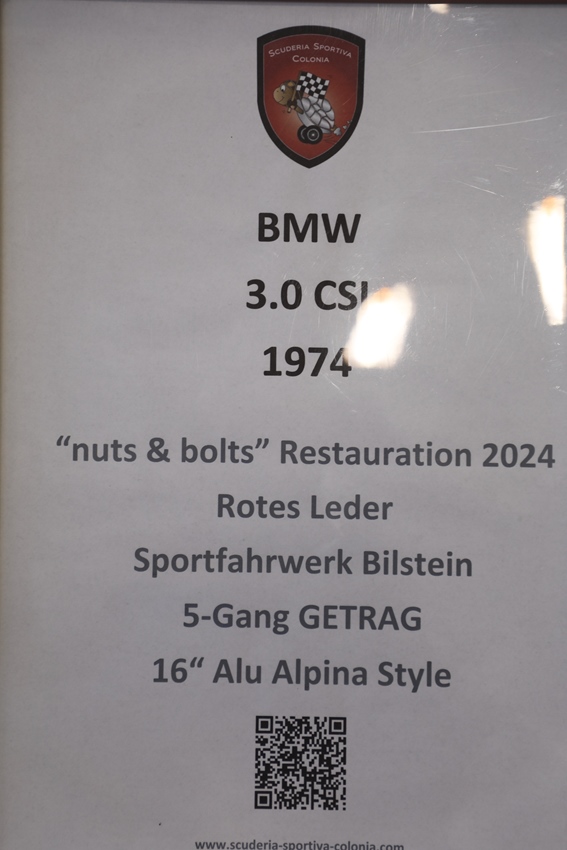 SCUDERIA SPORTIVA
COLONIA
BMW
3.0 CSI
1974
“nuts & bolts” Restauration 2024
Rotes Leder
Sportfahrwerk Bilstein
5-Gang GETRAG
16“ Alu Alpina Style
www.scuderia-sportiva-colonia.com